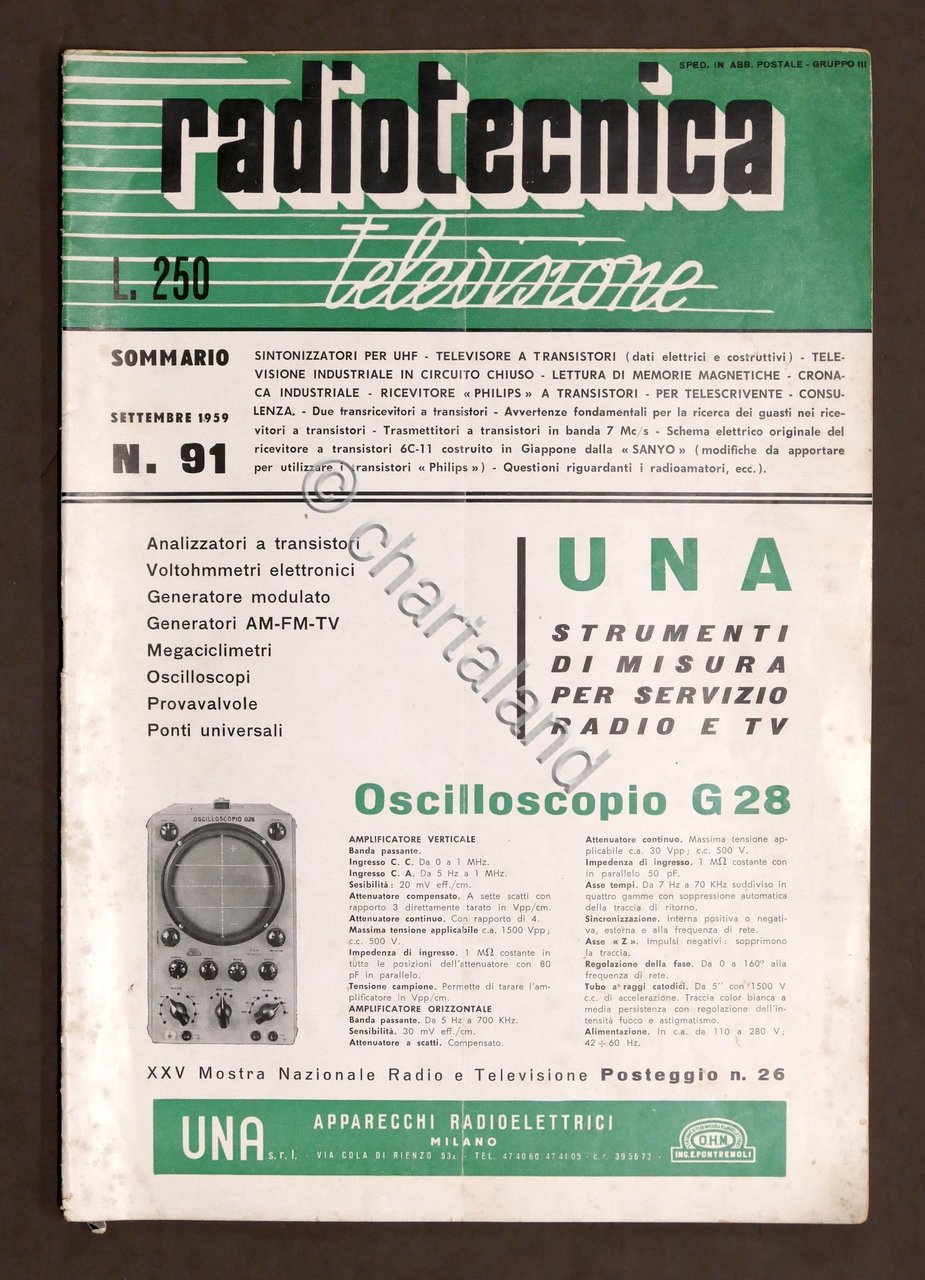 SPED. IN ABB. POSTALE - GRUPPO III
radiotecnica
televisione
L. 250
SOMMARIO
SETTEMBRE 1959
N. 91
SINTONIZZATORI PER UHF - TELEVISORE A TRANSISTORI (dati elettrici e costruttivi) - TELE-
VISIONE INDUSTRIALE IN CIRCUITO CHIUSO - LETTURA DI MEMORIE MAGNETICHE - CRONA-
CA INDUSTRIALE - RICEVITORE « PHILIPS » A TRANSISTORI - PER TELESCRIVENTE - CONSU-
LENZA. - Due transricevitori a transistori - Avvertenze fondamentali per la ricerca dei guasti nei rice-
vitori a transistori - Trasmettitori a transistori in banda 7 Mc/s - Schema elettrico originale del
ricevitore a transistori 6C-11 costruito in Giappone dalla « SANYO » (modifiche da apportare
per utilizzare i transistori « Philips ») - Questioni riguardanti i radioamatori, ecc.).
Analizzatori a transistori
Voltohmmetri elettronici
Generatore modulato
Generatori AM-FM-TV
Megaciclimetri
Oscilloscopi
Provavalvole
Ponti universali
UNA
STRUMENTI
DI MISURA
PER SERVIZIO
RADIO E TV
© chartaland
Oscilloscopio G 28
OSCILLOSCOPIO G28
AMPLIFICATORE VERTICALE
Banda passante.
Ingresso C. C. Da 0 a 1 MHz.
Ingresso C. A. Da 5 Hz a 1 MHz.
Sesibilità : 20 mV eff./cm.
Attenuatore compensato. A sette scatti con
rapporto 3 direttamente tarato in Vpp/cm.
Attenuatore continuo. Con rapporto di 4.
Massima tensione applicabile c.a. 1500 Vpp ;
c.c. 500 V.
Impedenza di ingresso. 1 MΩ costante in
tutte le posizioni dell'attenuatore con 80
pF in parallelo.
Tensione campione. Permette di tarare l'am-
plificatore in Vpp/cm.
AMPLIFICATORE ORIZZONTALE
Banda passante. Da 5 Hz a 700 KHz.
Sensibilità. 30 mV eff./cm.
Attenuatore a scatti. Compensato.
Attenuatore continuo. Massima tensione ap-
plicabile c.a. 30 Vpp ; c.c. 500 V.
Impedenza di ingresso. 1 MΩ costante con
in parallelo 50 pF.
Asse tempi. Da 7 Hz a 70 KHz suddiviso in
quattro gamme con soppressione automatica
della traccia di ritorno.
Sincronizzazione. Interna positiva o negati-
va, esterna e alla frequenza di rete.
Asse « Z ». Impulsi negativi : sopprimono
la traccia.
Regolazione della fase. Da 0 a 160° alla
frequenza di rete.
Tubo a raggi catodici. Da 5" con 1500 V
c.c. di accelerazione. Traccia color bianca a
media persistenza con regolazione dell'in-
tensità fuoco e astigmatismo.
Alimentazione. In c.a. da 110 a 280 V ;
42 ÷ 60 Hz.
XXV Mostra Nazionale Radio e Televisione Posteggio n. 26
UNA s.r.l.
APPARECCHI RADIOELETTRICI
MILANO
VIA COLA DI RIENZO 53A - TEL. 474060 474105 - c.c. 395672 -
STRUMENTI DI MISURA RADIOELETTRICI
O.H.M.
ING.E.PONTREMOLI